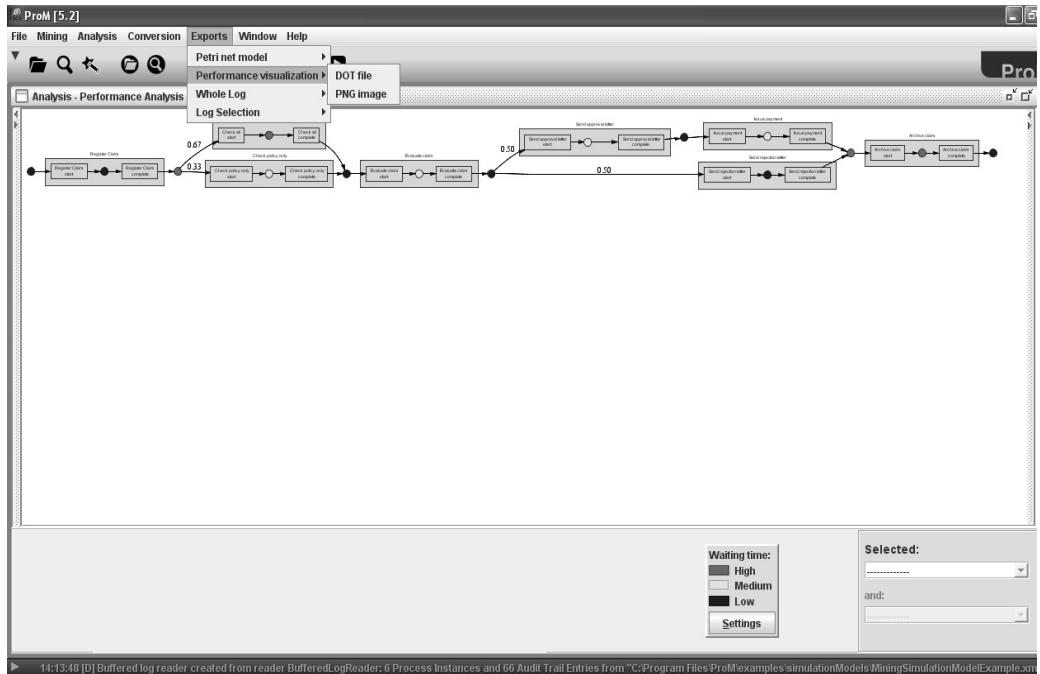 ProM [5.2]
File Mining Analysis Conversion Exports Window Help
Petri net model
Performance visualization
DOT file
Whole Log
PNG image
Log Selection
Pro
Analysis - Performance Analysis
Register Claim
Register Claim start
Register Claim complete
0.67
0.33
Check all start
Check all complete
Check policy only
Check policy only start
Check policy only complete
Evaluate claim
Evaluate claim start
Evaluate claim complete
0.50
0.50
Send approval letter
Send approval letter start
Send approval letter complete
Issue payment
Issue payment start
Issue payment complete
Send rejection letter
Send rejection letter start
Send rejection letter complete
Archive claim
Archive claim start
Archive claim complete
Waiting time:
High
Medium
Low
Settings
Selected:
-------------
and:
-------------
14:13:48 [D] Buffered log reader created from reader BufferedLogReader: 6 Process Instances and 66 Audit Trail Entries from "C:\Program Files\ProM\examples\simulationModels\MiningSimulationModelExample.xm